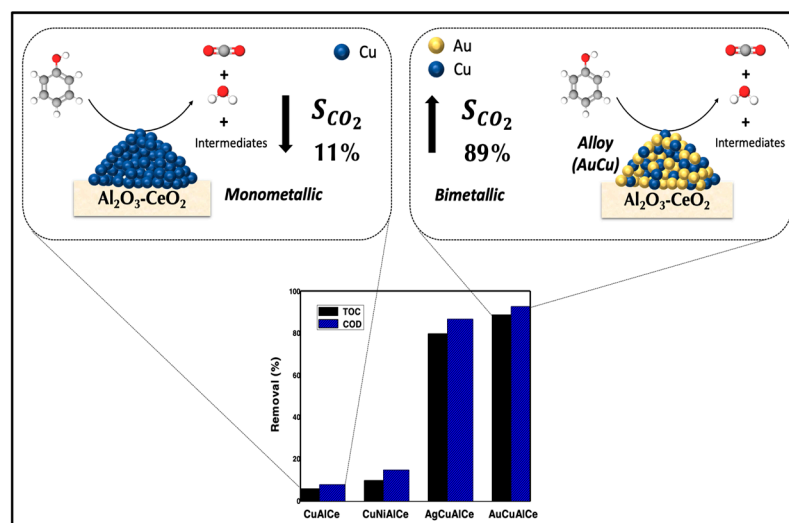 Cu
+
+
Intermediates
S_CO₂
11%
Monometallic
Al₂O₃-CeO₂
Au
Cu
S_CO₂
89%
Bimetallic
Alloy
(AuCu)
+
+
Intermediates
Al₂O₃-CeO₂
TOC
COD
Removal (%)
100
80
60
40
20
0
CuAlCe
CuNiAlCe
AgCuAlCe
AuCuAlCe